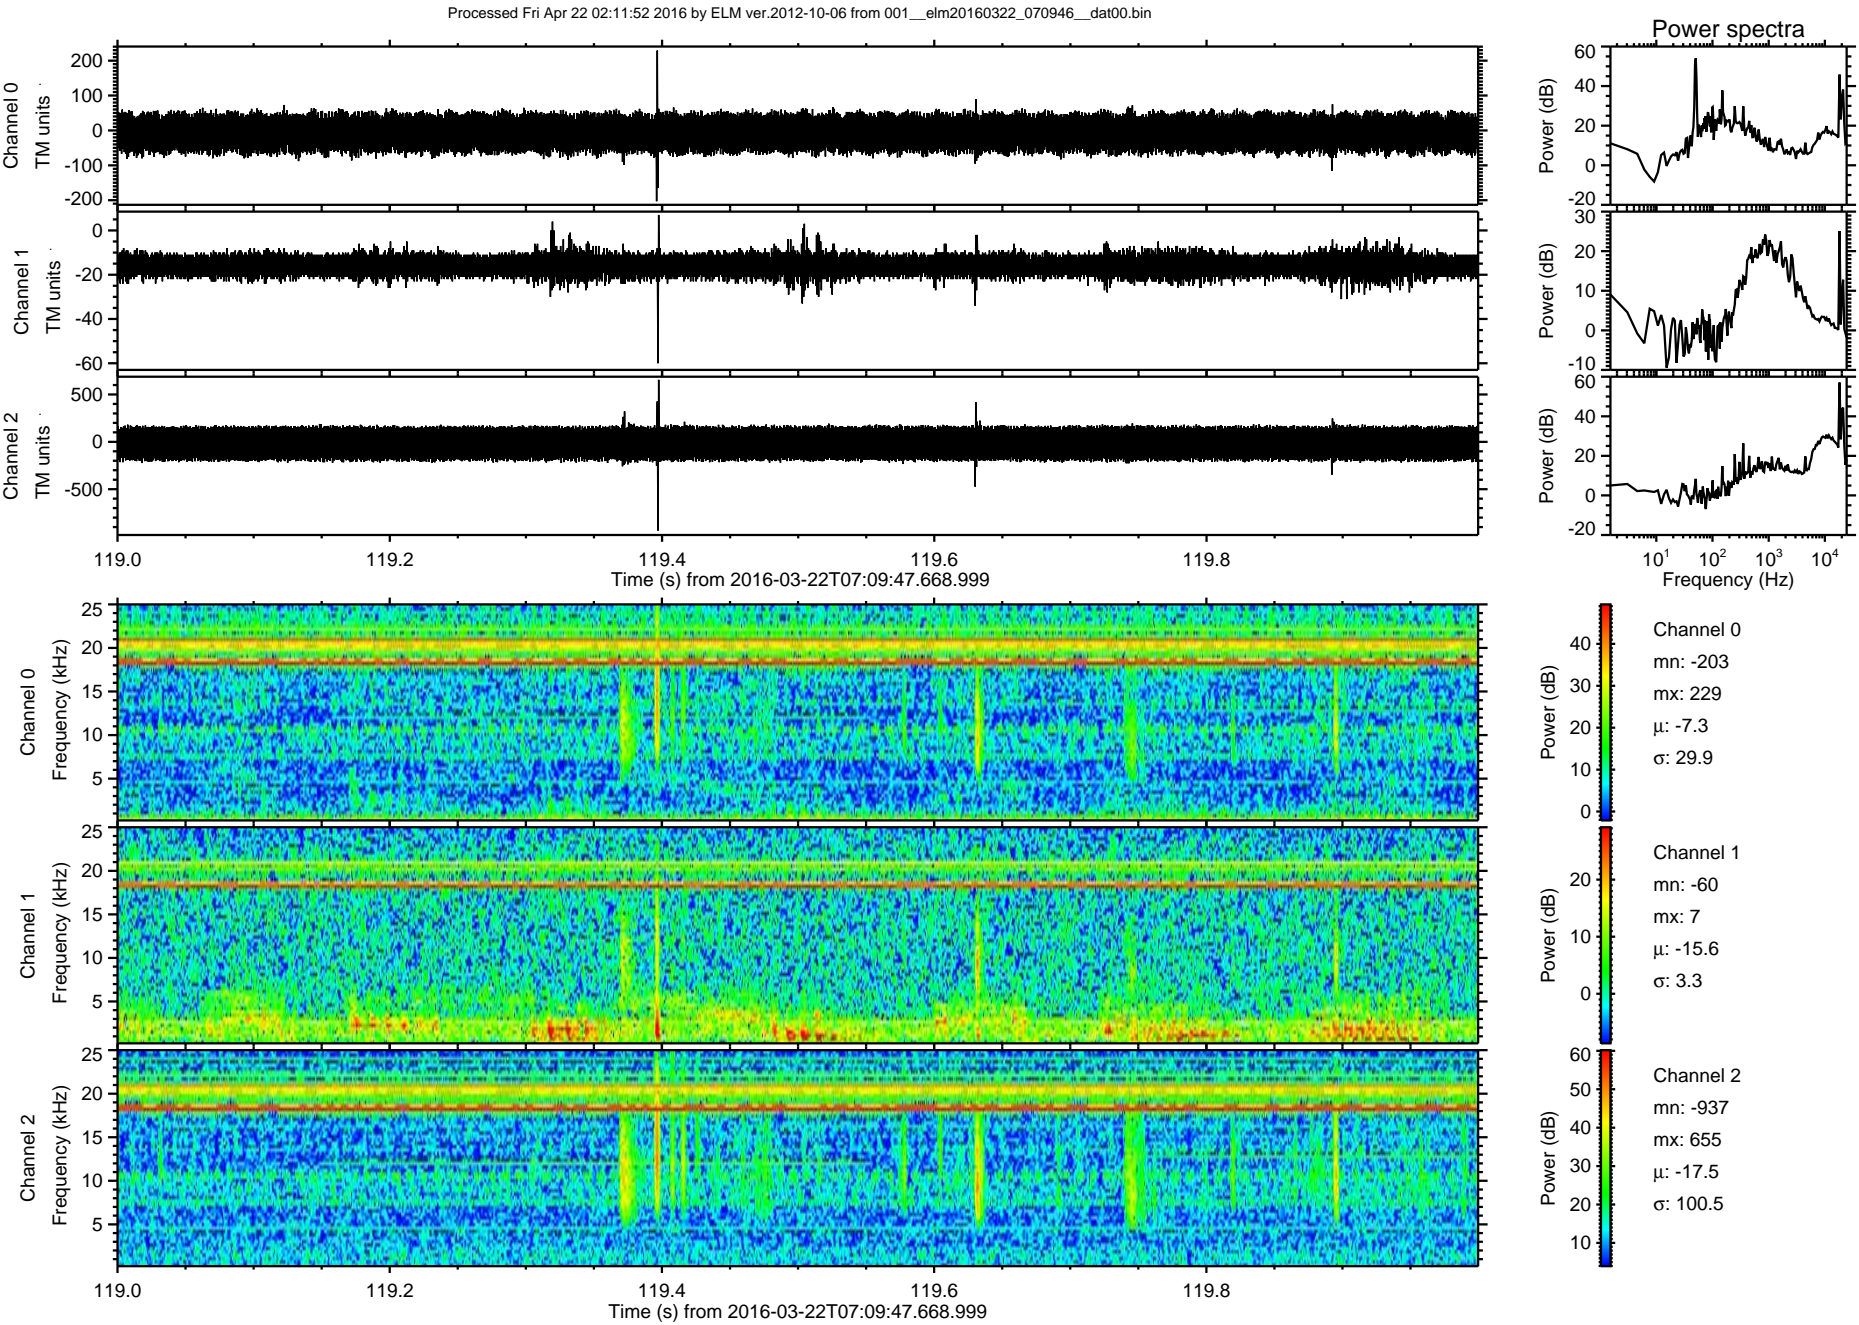 Processed Fri Apr 22 02:11:52 2016 by ELM ver.2012-10-06 from 001__elm20160322_070946__dat00.bin
Power spectra
Channel 0
TM units
200
100
0
-100
-200
Power (dB)
60
40
20
0
-20
Channel 1
TM units
0
-20
-40
-60
Power (dB)
30
20
10
0
-10
Channel 2
TM units
500
0
-500
Power (dB)
60
40
20
0
-20
119.0 119.2 119.4 119.6 119.8
Time (s) from 2016-03-22T07:09:47.668.999
10^1 10^2 10^3 10^4
Frequency (Hz)
Channel 0
Frequency (kHz)
25
20
15
10
5
Power (dB)
40
30
20
10
0
Channel 0
mn: -203
mx: 229
μ: -7.3
σ: 29.9
Channel 1
Frequency (kHz)
25
20
15
10
5
Power (dB)
20
10
0
Channel 1
mn: -60
mx: 7
μ: -15.6
σ: 3.3
Channel 2
Frequency (kHz)
25
20
15
10
5
Power (dB)
60
50
40
30
20
10
Channel 2
mn: -937
mx: 655
μ: -17.5
σ: 100.5
119.0 119.2 119.4 119.6 119.8
Time (s) from 2016-03-22T07:09:47.668.999